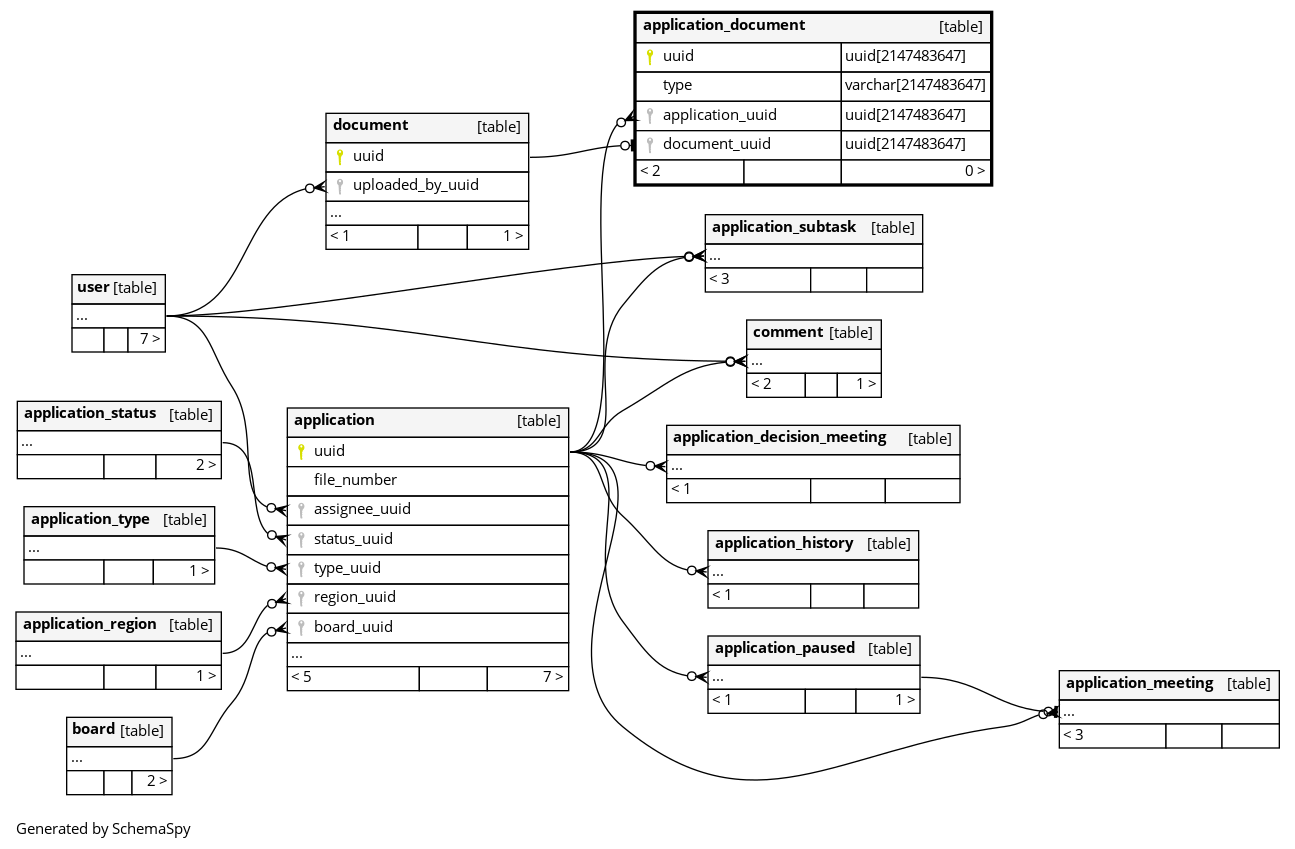 application_document [table]
uuid uuid[2147483647]
type varchar[2147483647]
application_uuid uuid[2147483647]
document_uuid uuid[2147483647]
< 2 0 >
document [table]
uuid
uploaded_by_uuid
...
< 1 1 >
application_subtask [table]
...
< 3
user [table]
...
7 >
comment [table]
...
< 2 1 >
application_status [table]
...
2 >
application [table]
uuid
file_number
assignee_uuid
status_uuid
type_uuid
region_uuid
board_uuid
...
< 5 7 >
application_decision_meeting [table]
...
< 1
application_type [table]
...
1 >
application_history [table]
...
< 1
application_region [table]
...
1 >
application_paused [table]
...
< 1 1 >
application_meeting [table]
...
< 3
board [table]
...
2 >
Generated by SchemaSpy